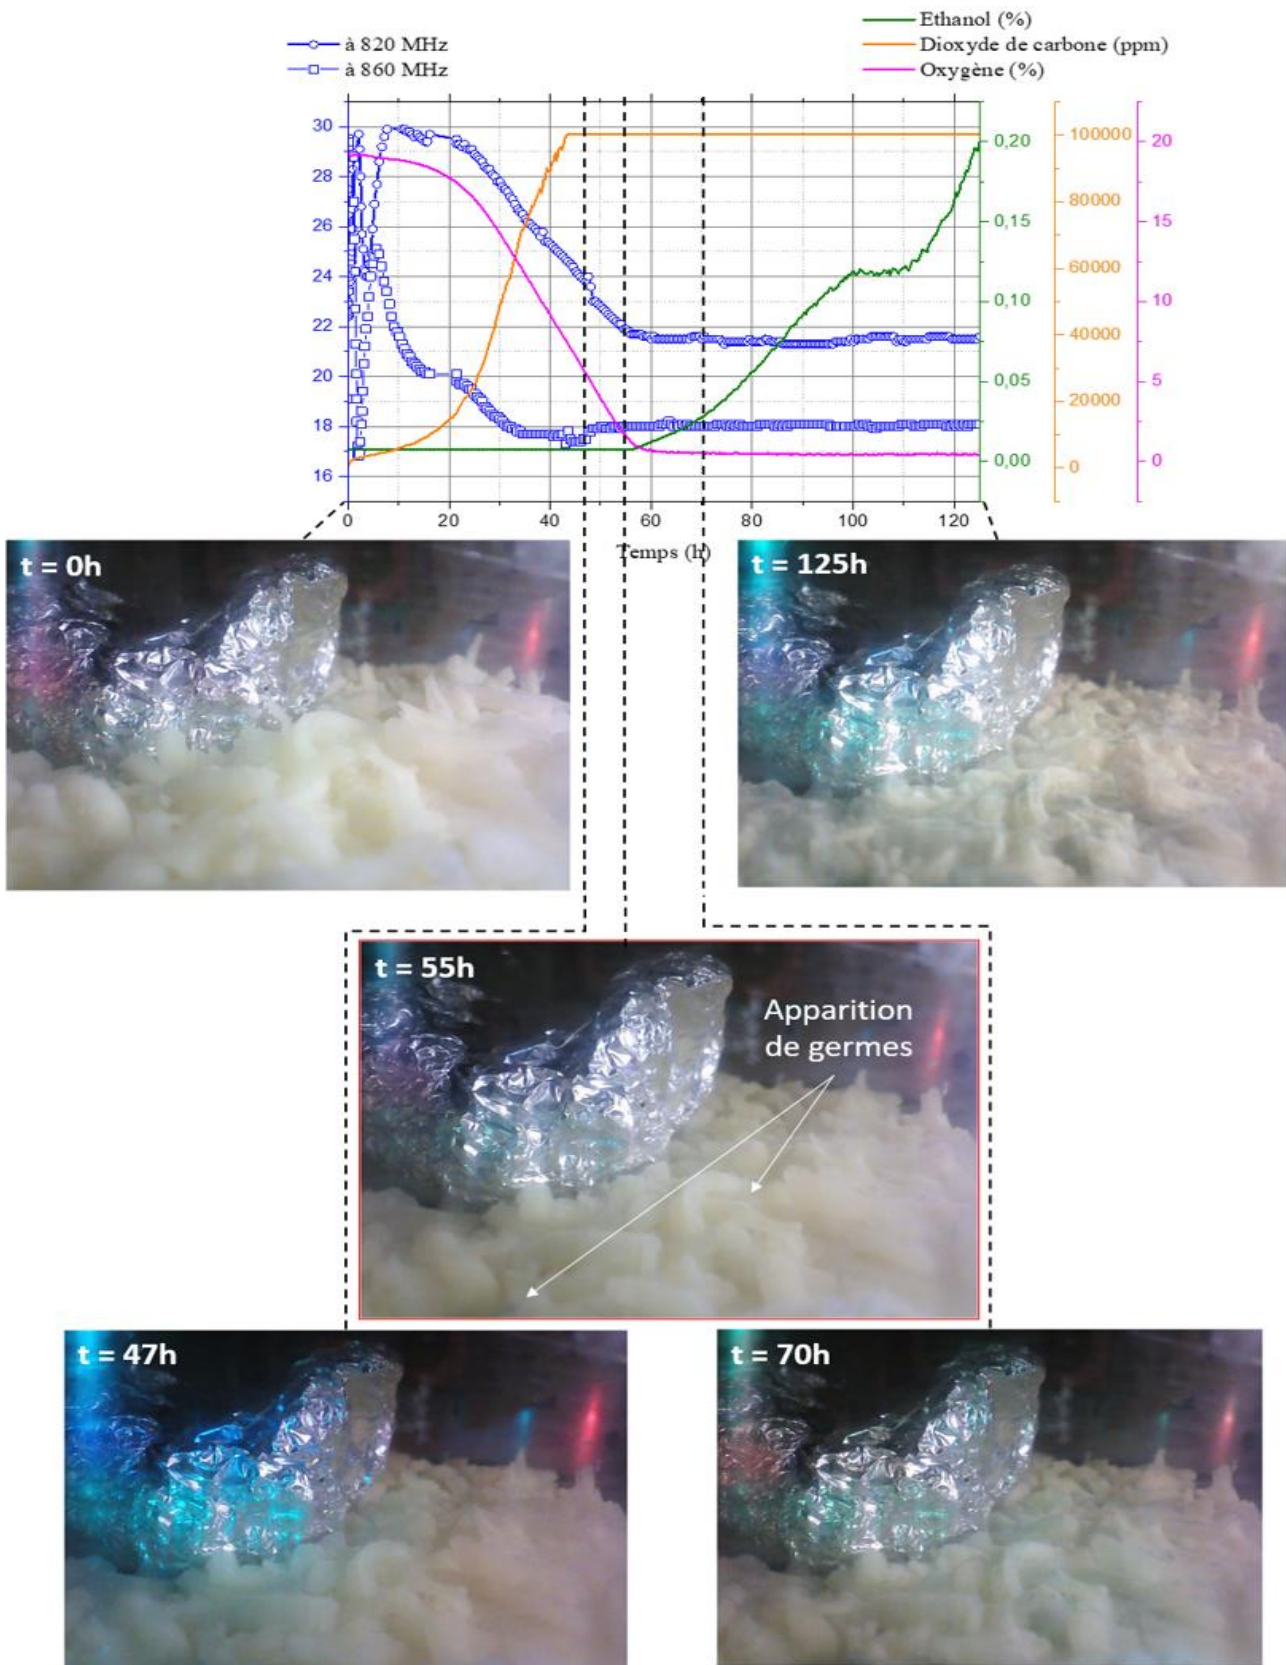 à 820 MHz
à 860 MHz
Ethanol (%)
Dioxyde de carbone (ppm)
Oxygène (%)
30
28
26
24
22
20
18
16
0,20
0,15
0,10
0,05
0,00
100000
80000
60000
40000
20000
0
20
15
10
5
0
0 20 40 60 80 100 120
Temps (h)
t = 0h
t = 125h
t = 55h
Apparition
de germes
t = 47h
t = 70h